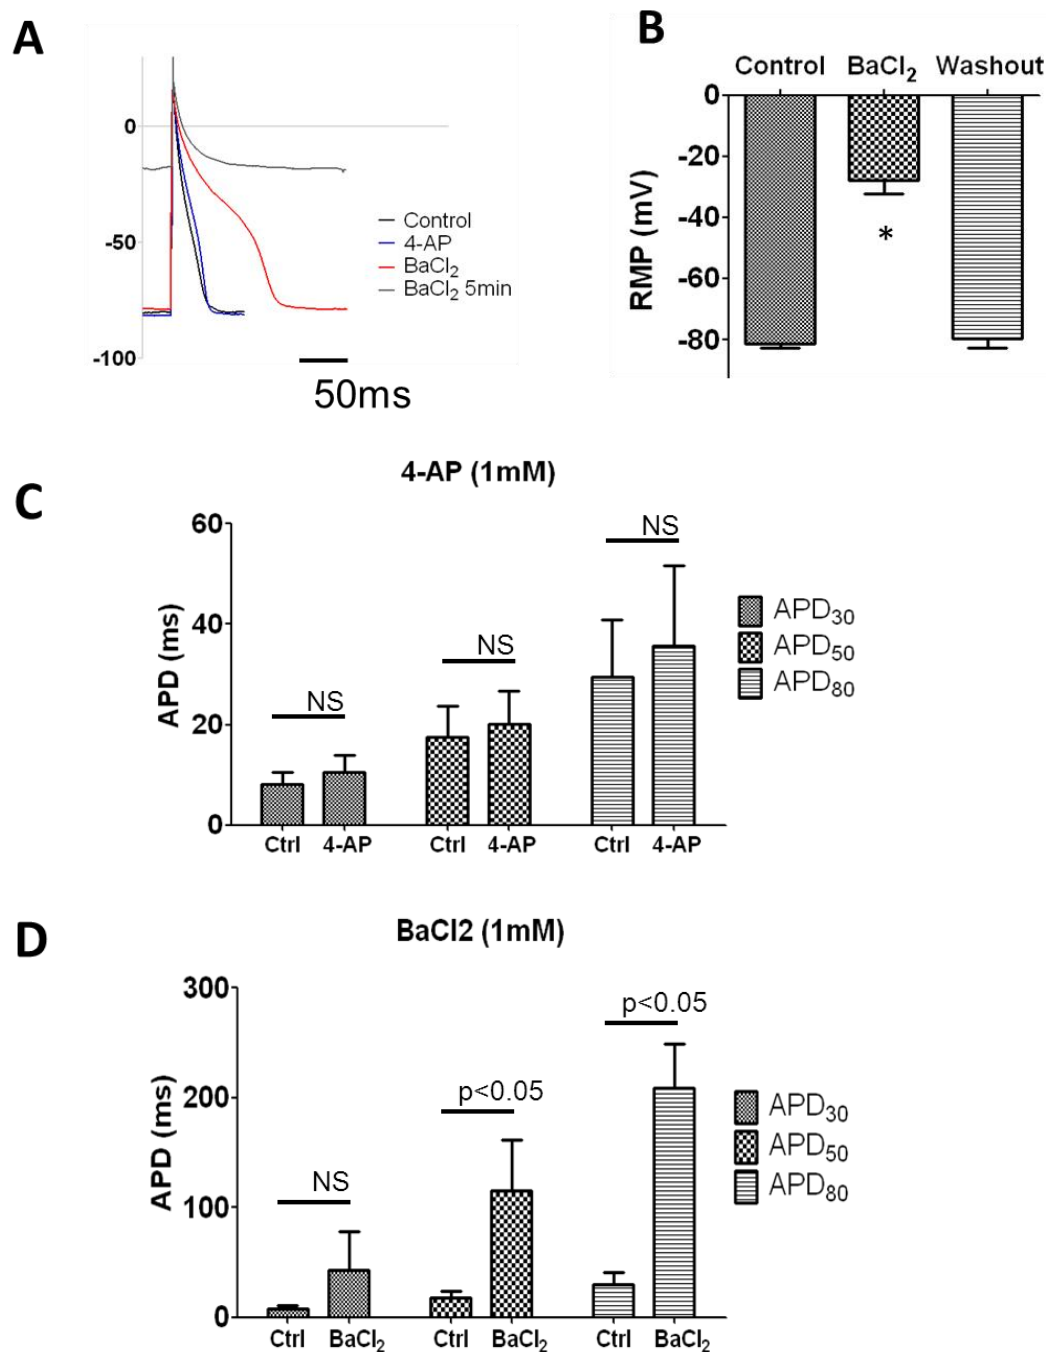 A
0
-50
-100
Control
4-AP
BaCl2
BaCl2 5min
50ms
B
Control BaCl2 Washout
0
-20
-40
-60
-80
RMP (mV)
*
C
4-AP (1mM)
60
40
20
0
APD (ms)
NS
NS
NS
Ctrl 4-AP Ctrl 4-AP Ctrl 4-AP
APD30
APD50
APD80
D
BaCl2 (1mM)
300
200
100
0
APD (ms)
NS
p<0.05
p<0.05
Ctrl BaCl2 Ctrl BaCl2 Ctrl BaCl2
APD30
APD50
APD80